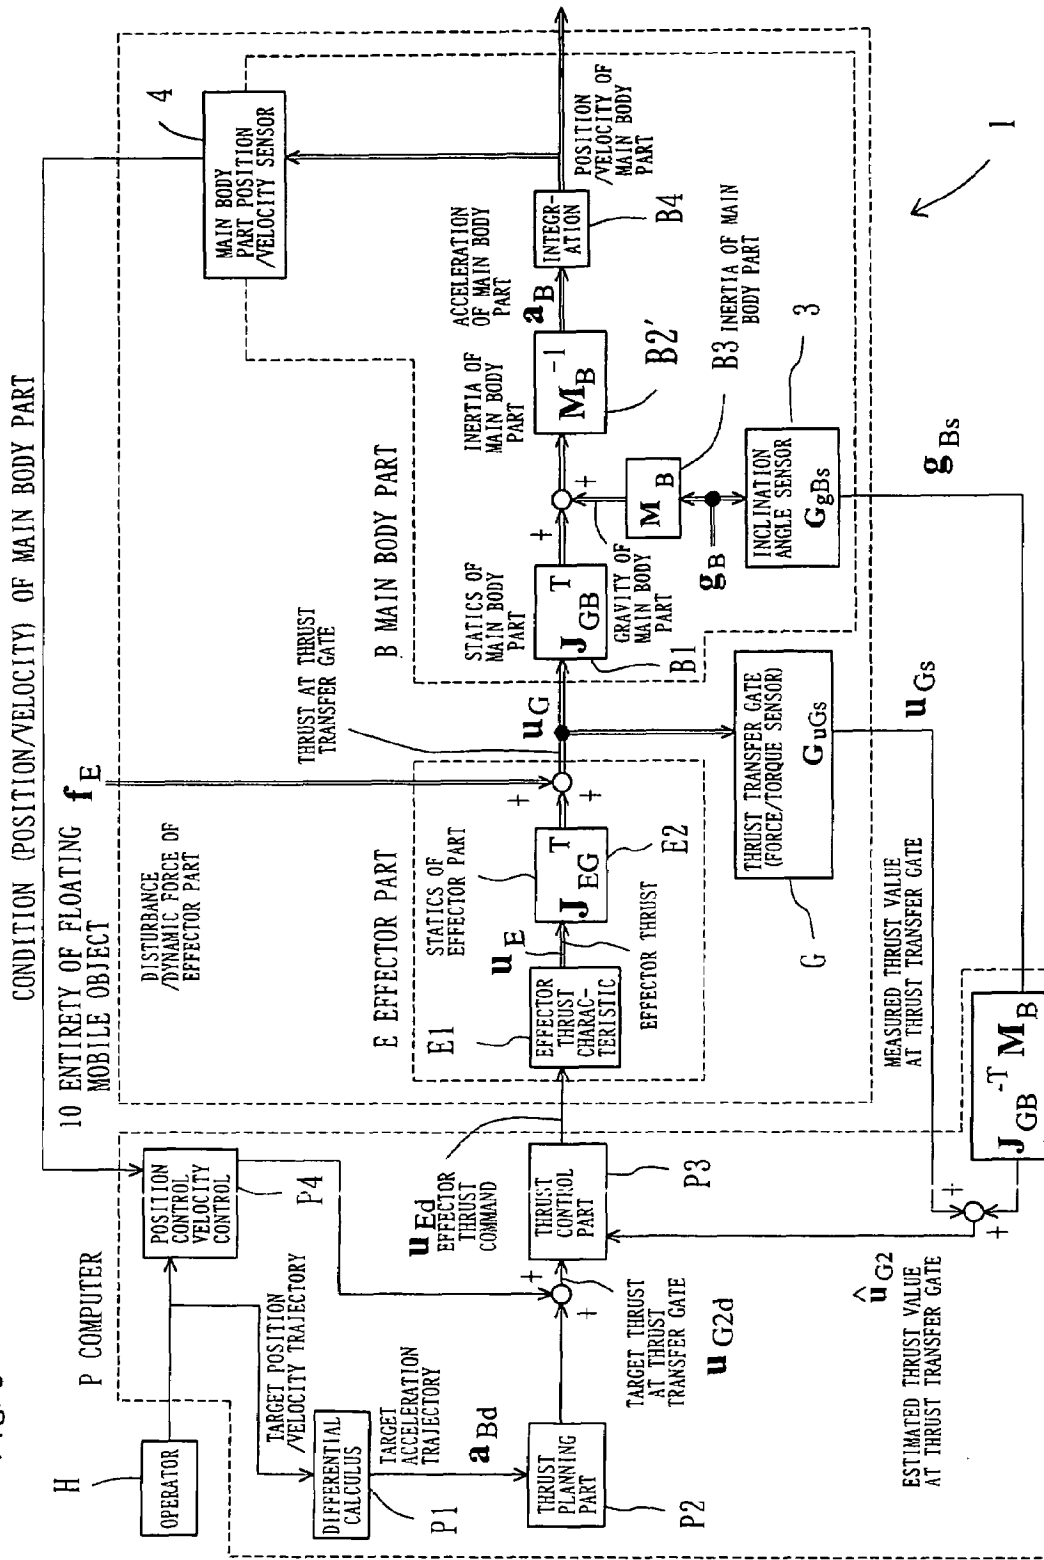 CONDITION (POSITION/VELOCITY) OF MAIN BODY PART
10 ENTIRETY OF FLOATING
MOBILE OBJECT
P COMPUTER
H
OPERATOR
TARGET POSITION
/VELOCITY TRAJECTORY
POSITION
CONTROL
VELOCITY
CONTROL
P4
DIFFERENTIAL
CALCULUS
P1
TARGET
ACCELERATION
TRAJECTORY
a_Bd
THRUST
PLANNING
PART
P2
+
+
TARGET THRUST
AT THRUST
TRANSFER GATE
u_G2d
THRUST
CONTROL
PART
P3
u_Ed
EFFECTOR
THRUST
COMMAND
DISTURBANCE
/DYNAMIC FORCE OF
EFFECTOR PART
f_E
E EFFECTOR PART
E1
EFFECTOR
THRUST
CHARAC-
TERISTIC
u_E
EFFECTOR THRUST
STATICS OF
EFFECTOR PART
J_EG^T
E2
+
+
THRUST AT THRUST
TRANSFER GATE
u_G
B MAIN BODY PART
STATICS OF
MAIN BODY
PART
J_GB^T
B1
+
+
GRAVITY OF
MAIN BODY
PART
M_B
B3 INERTIA OF MAIN
BODY PART
g_B
INERTIA OF
MAIN BODY
PART
M_B^-1
B2'
ACCELERATION
OF MAIN BODY
PART
a_B
INTEGR-
ATION
B4
POSITION
/VELOCITY OF
MAIN BODY
PART
MAIN BODY
PART POSITION
/VELOCITY SENSOR
4
INCLINATION
ANGLE SENSOR
G_gBs
3
g_Bs
THRUST TRANSFER GATE
(FORCE/TORQUE SENSOR)
G_uGs
G
u_Gs
MEASURED THRUST VALUE
AT THRUST TRANSFER GATE
J_GB^-T M_B
+
+
û_G2
ESTIMATED THRUST VALUE
AT THRUST TRANSFER GATE
1